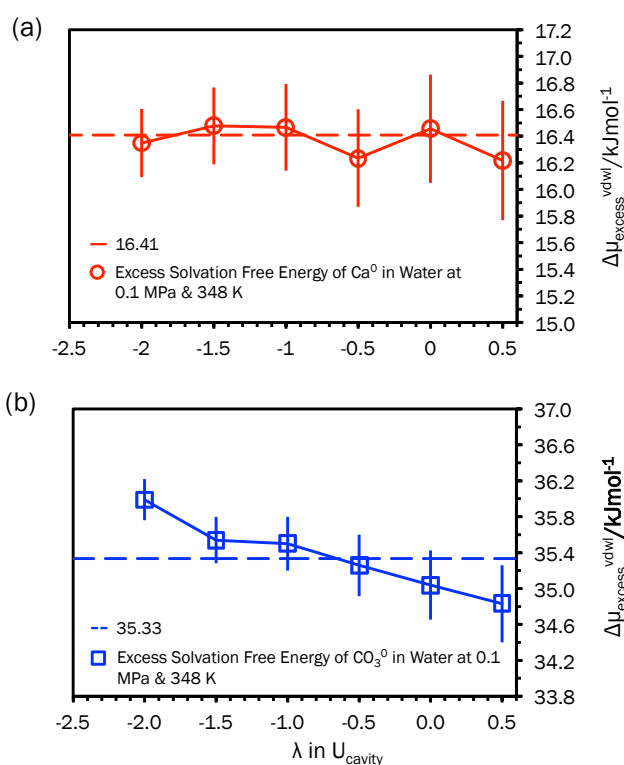 (a)
17.2
17.0
16.8
16.6
16.4
16.2
16.0
15.8
15.6
15.4
15.2
15.0
Δμexcess^vdwl/kJmol⁻¹
— 16.41
Excess Solvation Free Energy of Ca⁰ in Water at
0.1 MPa & 348 K
-2.5 -2 -1.5 -1 -0.5 0 0.5
(b)
37.0
36.6
36.2
35.8
35.4
35.0
34.6
34.2
33.8
Δμexcess^vdwl/kJmol⁻¹
--- 35.33
Excess Solvation Free Energy of CO₃⁰ in Water at 0.1
MPa & 348 K
-2.5 -2.0 -1.5 -1.0 -0.5 0.0 0.5
λ in Ucavity